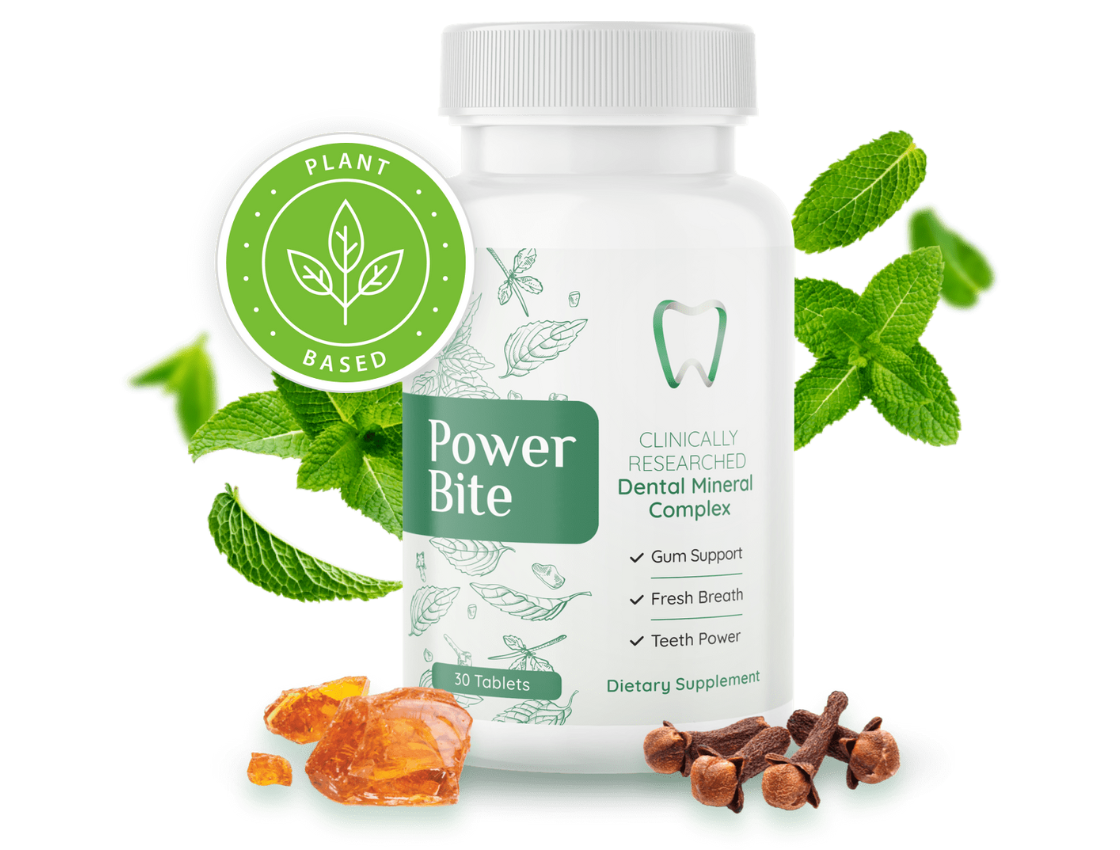 PLANT
BASED
Power
Bite
30 Tablets
CLINICALLY
RESEARCHED
Dental Mineral
Complex
✓ Gum Support
✓ Fresh Breath
✓ Teeth Power
Dietary Supplement